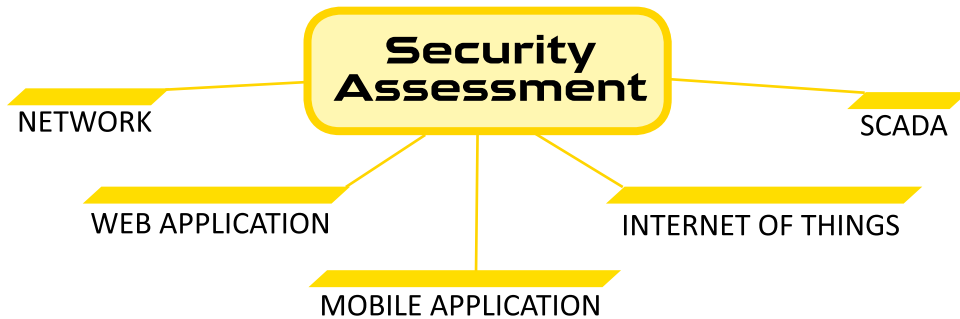 Security
Assessment
NETWORK
SCADA
WEB APPLICATION
INTERNET OF THINGS
MOBILE APPLICATION